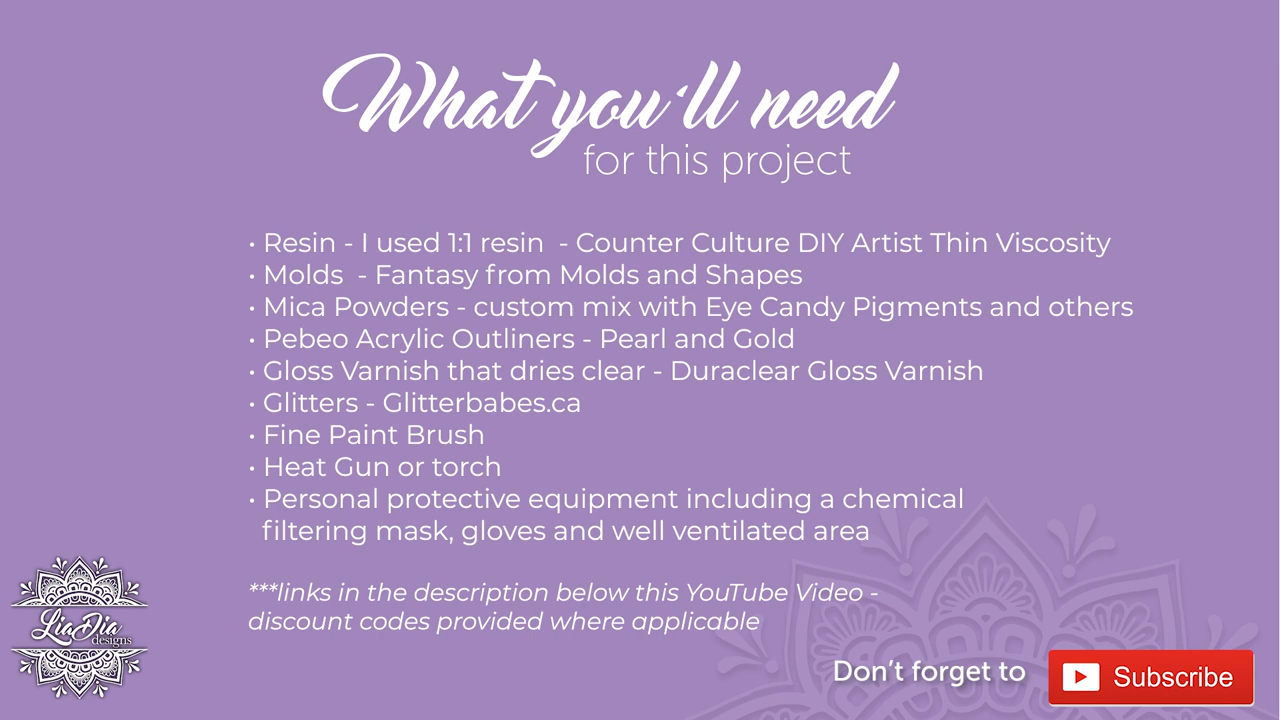 What you'll need
for this project
• Resin - I used 1:1 resin  - Counter Culture DIY Artist Thin Viscosity
• Molds  - Fantasy from Molds and Shapes
• Mica Powders - custom mix with Eye Candy Pigments and others
• Pebeo Acrylic Outliners - Pearl and Gold
• Gloss Varnish that dries clear - Duraclear Gloss Varnish
• Glitters - Glitterbabes.ca
• Fine Paint Brush
• Heat Gun or torch
• Personal protective equipment including a chemical
filtering mask, gloves and well ventilated area
***links in the description below this YouTube Video -
discount codes provided where applicable
LiaDia
designs
Don't forget to
Subscribe